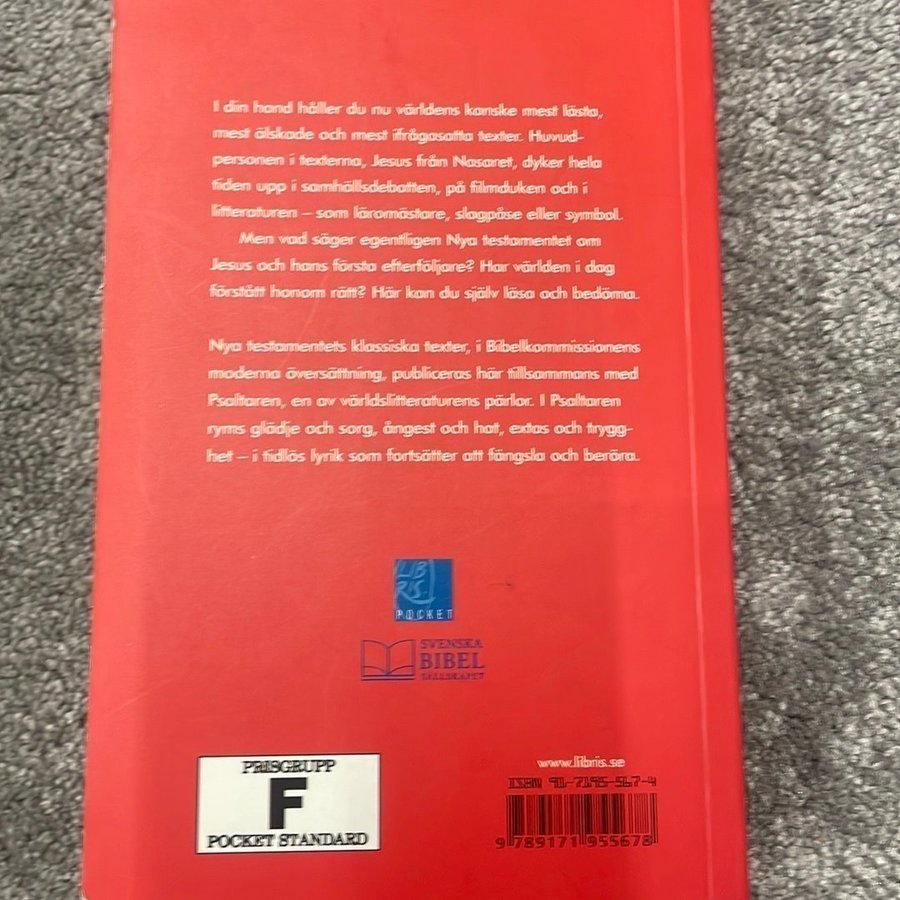 I din hand håller du nu världens kanske mest lästa,
mest älskade och mest ifrågasatta texter. Huvud-
personen i texterna, Jesus från Nasaret, dyker hela
tiden upp i samhällsdebatten, på filmduken och i
litteraturen – som läromästare, slagpåse eller symbol.
Men vad säger egentligen Nya testamentet om
Jesus och hans första efterföljare? Har världen i dag
förstått honom rätt? Här kan du själv läsa och bedöma.
Nya testamentets klassiska texter, i Bibelkommissionens
moderna översättning, publiceras här tillsammans med
Psaltaren, en av världslitteraturens pärlor. I Psaltaren
ryms glädje och sorg, ångest och hat, extas och trygg-
het – i tidlös lyrik som fortsätter att fängsla och beröra.
LIB
RIS
POCKET
SVENSKA
BIBEL
SÄLLSKAPET
PRISGRUPP
F
POCKET STANDARD
www.libris.se
ISBN 91-7195-567-4
9 789171 955678